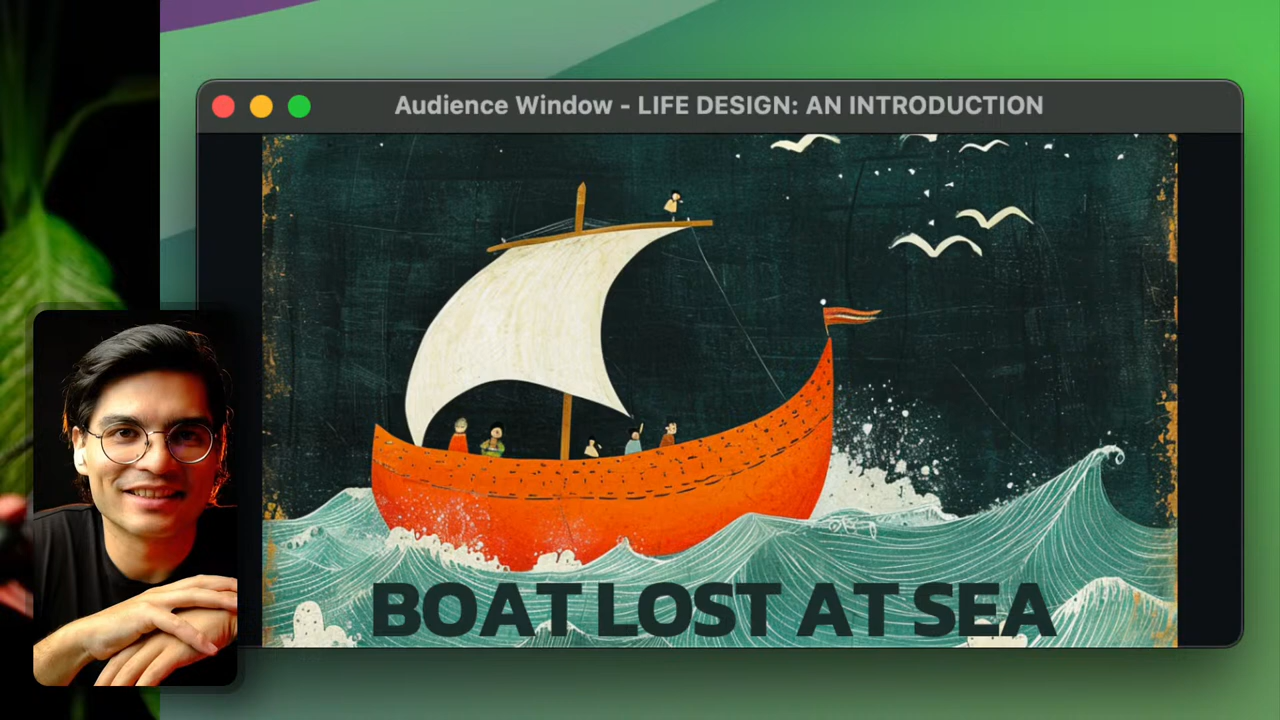 Audience Window - LIFE DESIGN: AN INTRODUCTION
BOAT LOST AT SEA